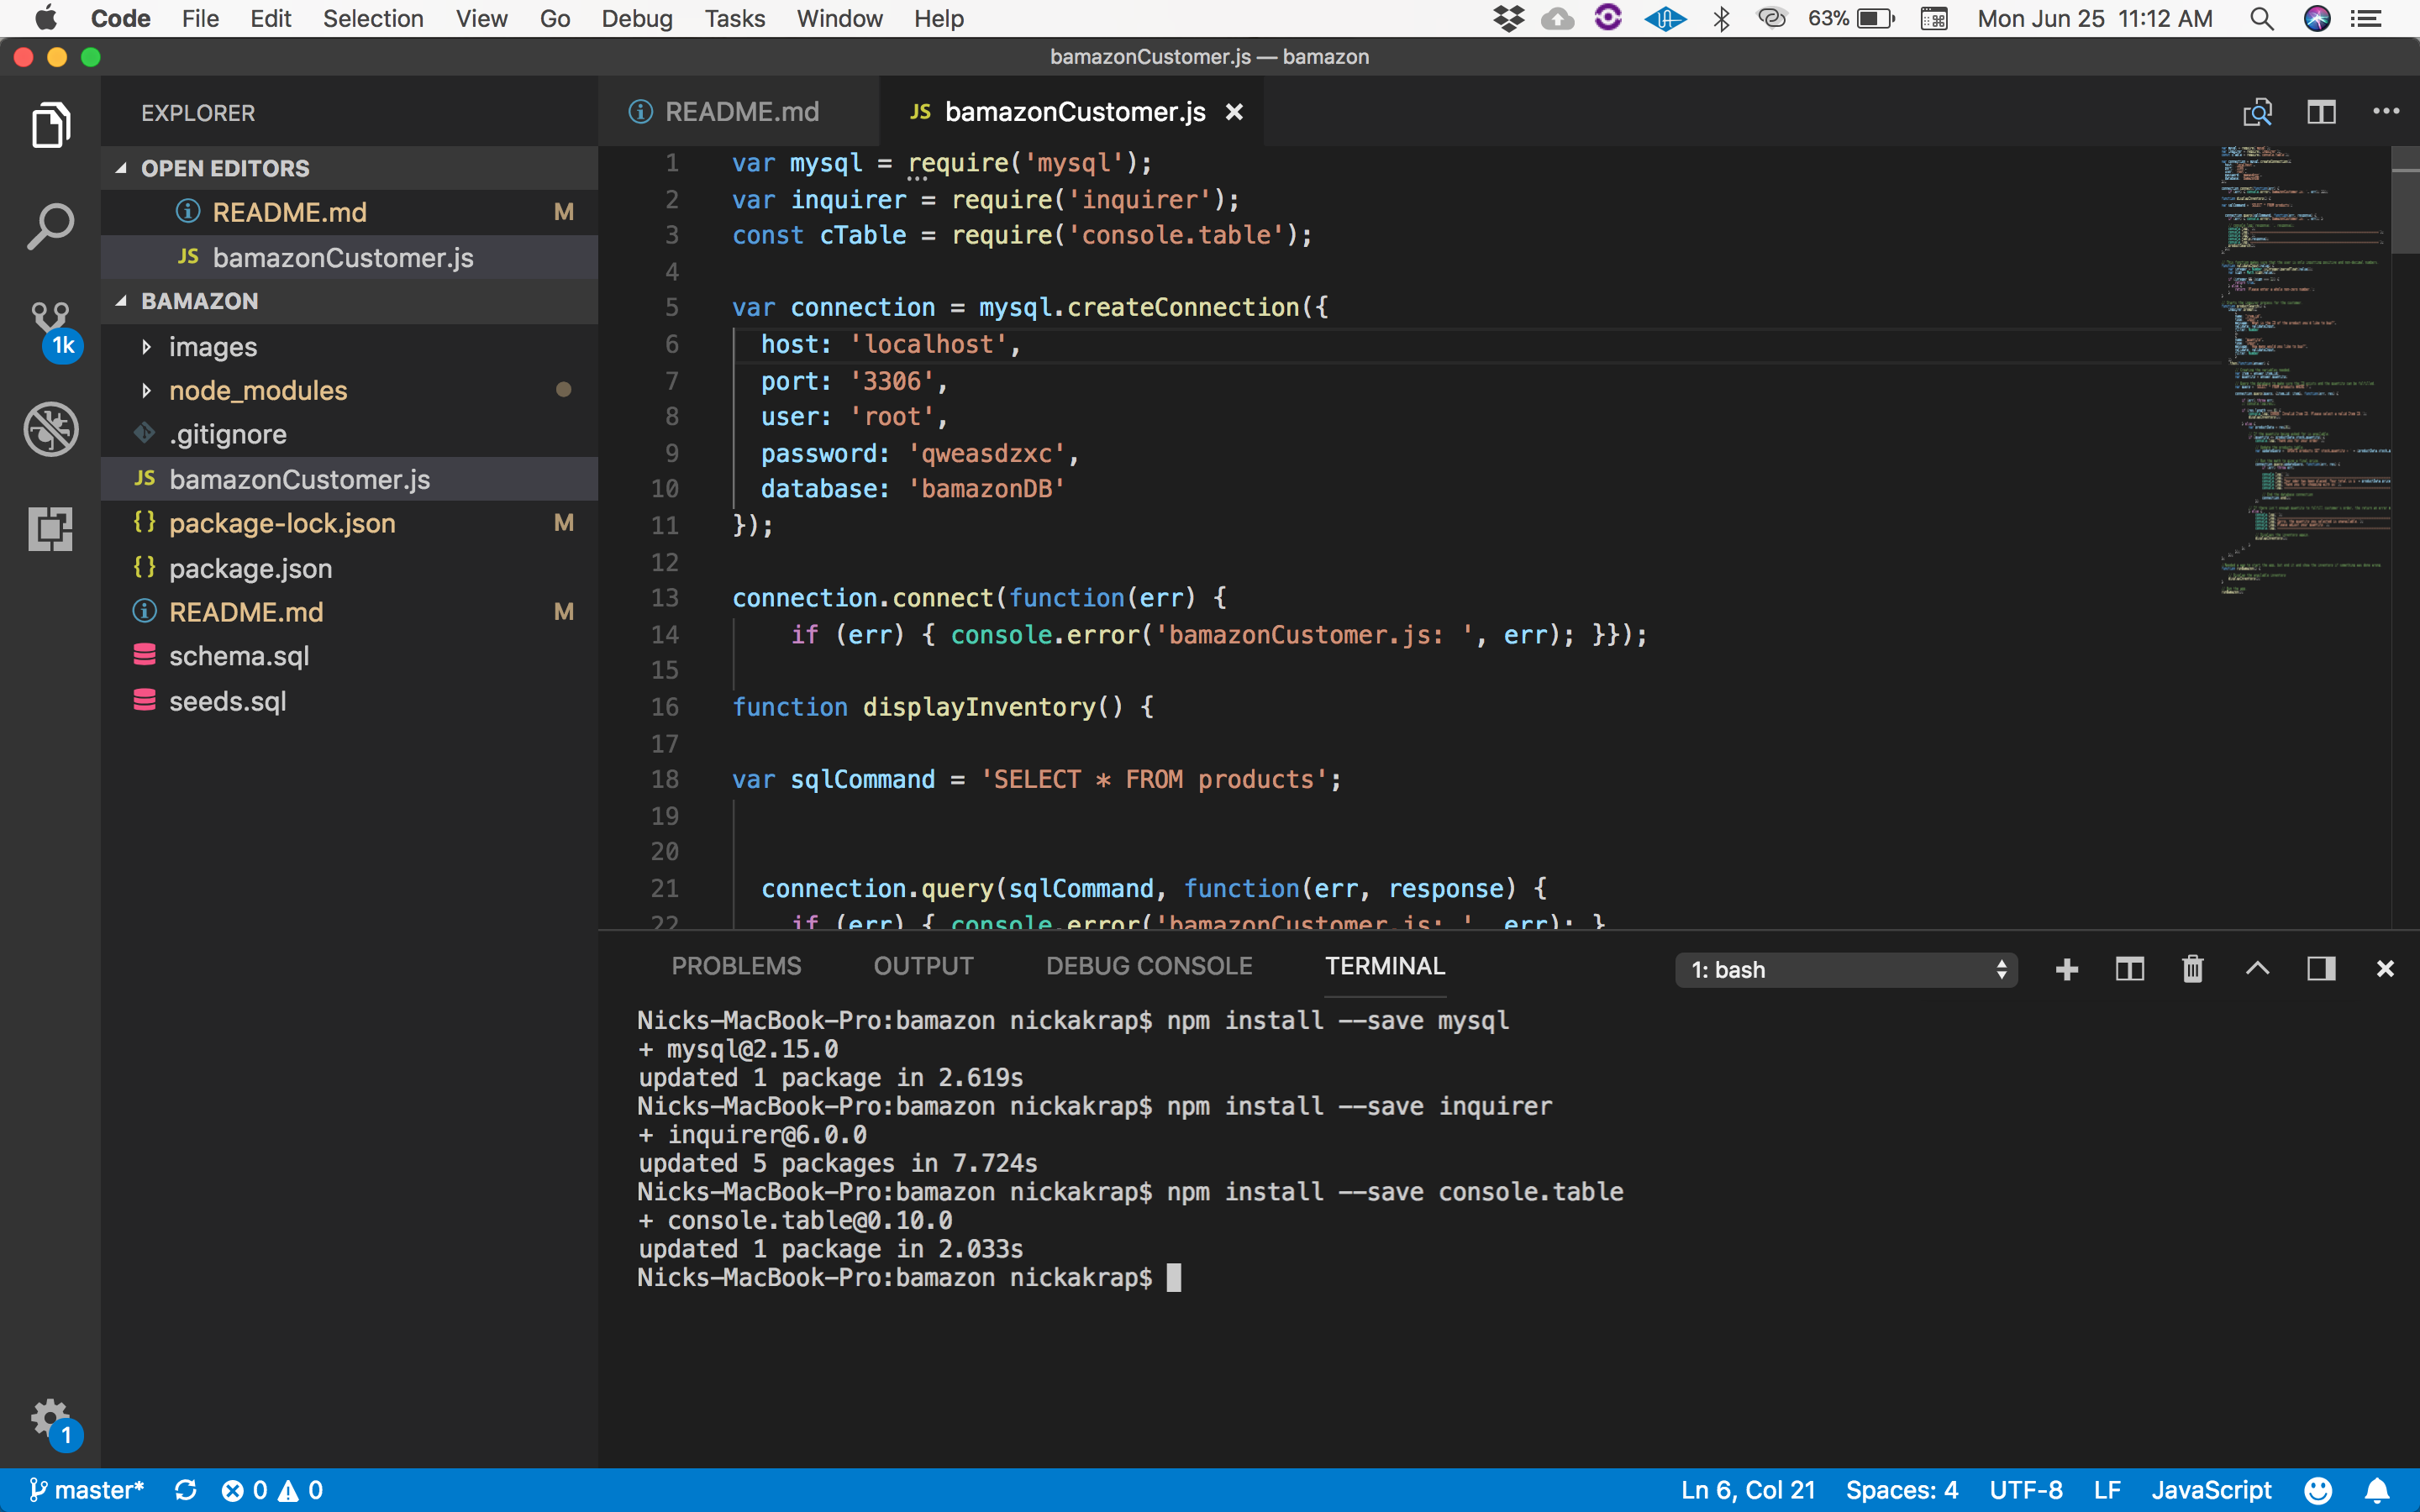 Code File Edit Selection View Go Debug Tasks Window Help 63% Mon Jun 25 11:12 AM
bamazonCustomer.js — bamazon
EXPLORER
OPEN EDITORS
README.md M
JS bamazonCustomer.js
BAMAZON
images
node_modules
.gitignore
JS bamazonCustomer.js
{} package-lock.json M
{} package.json
README.md M
schema.sql
seeds.sql
1k
1
README.md JS bamazonCustomer.js
1 var mysql = require('mysql');
2 var inquirer = require('inquirer');
3 const cTable = require('console.table');
4
5 var connection = mysql.createConnection({
6 host: 'localhost',
7 port: '3306',
8 user: 'root',
9 password: 'qweasdzxc',
10 database: 'bamazonDB'
11 });
12
13 connection.connect(function(err) {
14 if (err) { console.error('bamazonCustomer.js: ', err); }});
15
16 function displayInventory() {
17
18 var sqlCommand = 'SELECT * FROM products';
19
20
21 connection.query(sqlCommand, function(err, response) {
22 if (err) { console.error('bamazonCustomer.js: ', err); }
PROBLEMS OUTPUT DEBUG CONSOLE TERMINAL 1: bash
Nicks-MacBook-Pro:bamazon nickakrap$ npm install --save mysql
+ mysql@2.15.0
updated 1 package in 2.619s
Nicks-MacBook-Pro:bamazon nickakrap$ npm install --save inquirer
+ inquirer@6.0.0
updated 5 packages in 7.724s
Nicks-MacBook-Pro:bamazon nickakrap$ npm install --save console.table
+ console.table@0.10.0
updated 1 package in 2.033s
Nicks-MacBook-Pro:bamazon nickakrap$
master* 0 0 Ln 6, Col 21 Spaces: 4 UTF-8 LF JavaScript